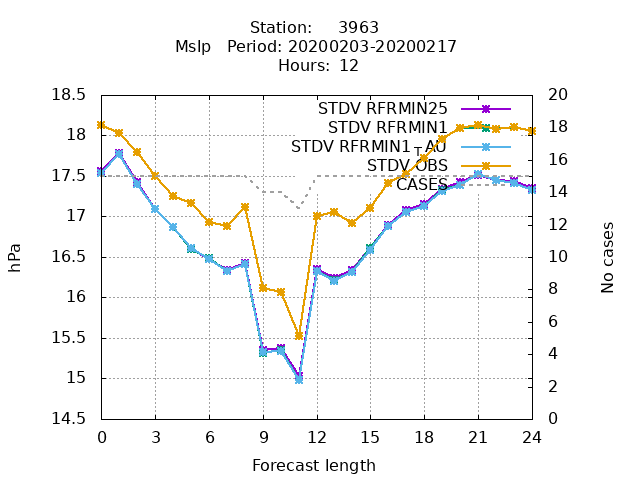 Station: 3963
Mslp Period: 20200203-20200217
Hours: 12
STDV RFRMIN25
STDV RFRMIN1
STDV RFRMIN1_TAU
STDV OBS
CASES
18.5
18
17.5
17
16.5
16
15.5
15
14.5
20
18
16
14
12
10
8
6
4
2
0
0 3 6 9 12 15 18 21 24
hPa
No cases
Forecast length